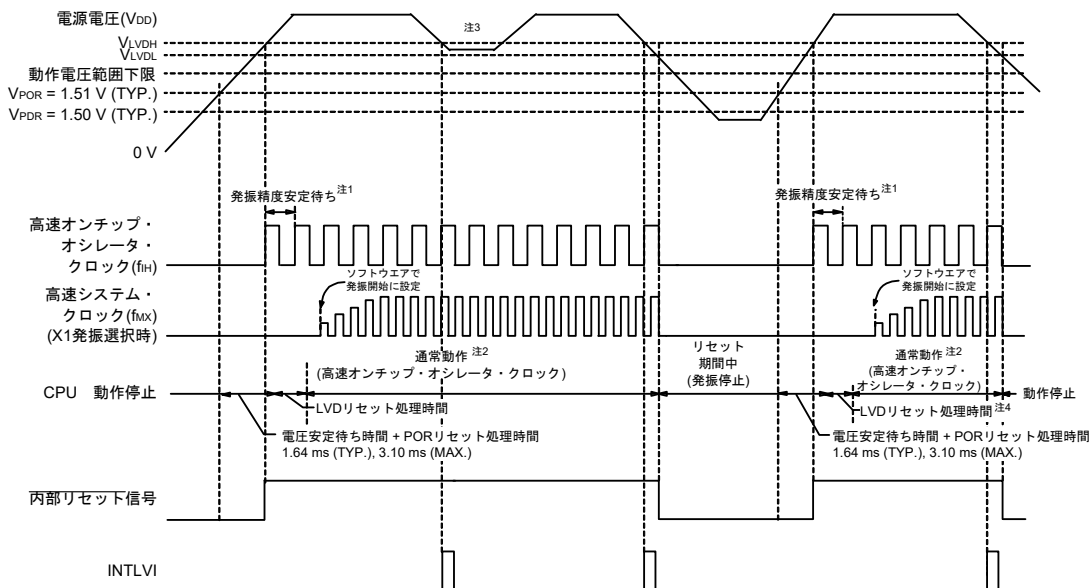 電源電圧(VDD)
注3
VLVDH
VLVDL
動作電圧範囲下限
VPOR = 1.51 V (TYP.)
VPDR = 1.50 V (TYP.)
0 V
発振精度安定待ち注1
発振精度安定待ち注1
高速オンチップ・
オシレータ・
クロック(fIH)
ソフトウエアで
発振開始に設定
ソフトウエアで
発振開始に設定
高速システム・
クロック(fMX)
(X1発振選択時)
通常動作 注2
(高速オンチップ・オシレータ・クロック)
リセット
期間中
(発振停止)
通常動作 注2
(高速オンチップ・
オシレータ・クロック)
CPU 動作停止
動作停止
LVDリセット処理時間
LVDリセット処理時間 注4
電圧安定待ち時間 + PORリセット処理時間
1.64 ms (TYP.), 3.10 ms (MAX.)
電圧安定待ち時間 + PORリセット処理時間
1.64 ms (TYP.), 3.10 ms (MAX.)
内部リセット信号
INTLVI